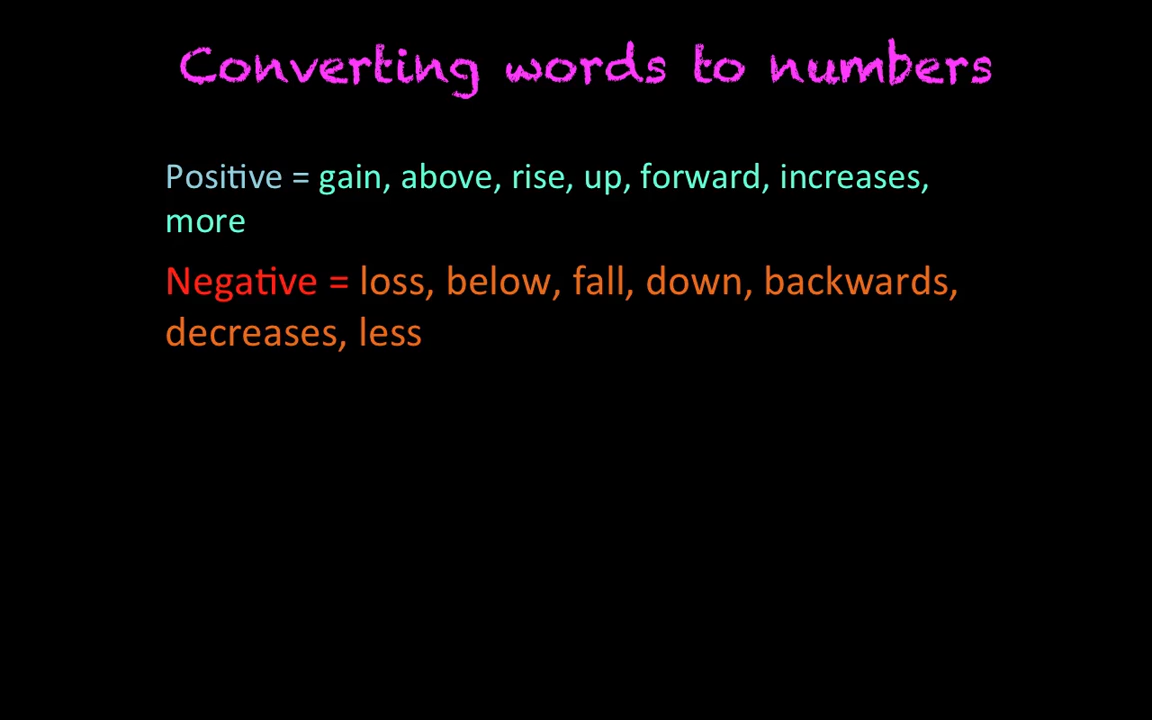 Converting words to numbers
Positive = gain, above, rise, up, forward, increases,
more
Negative = loss, below, fall, down, backwards,
decreases, less